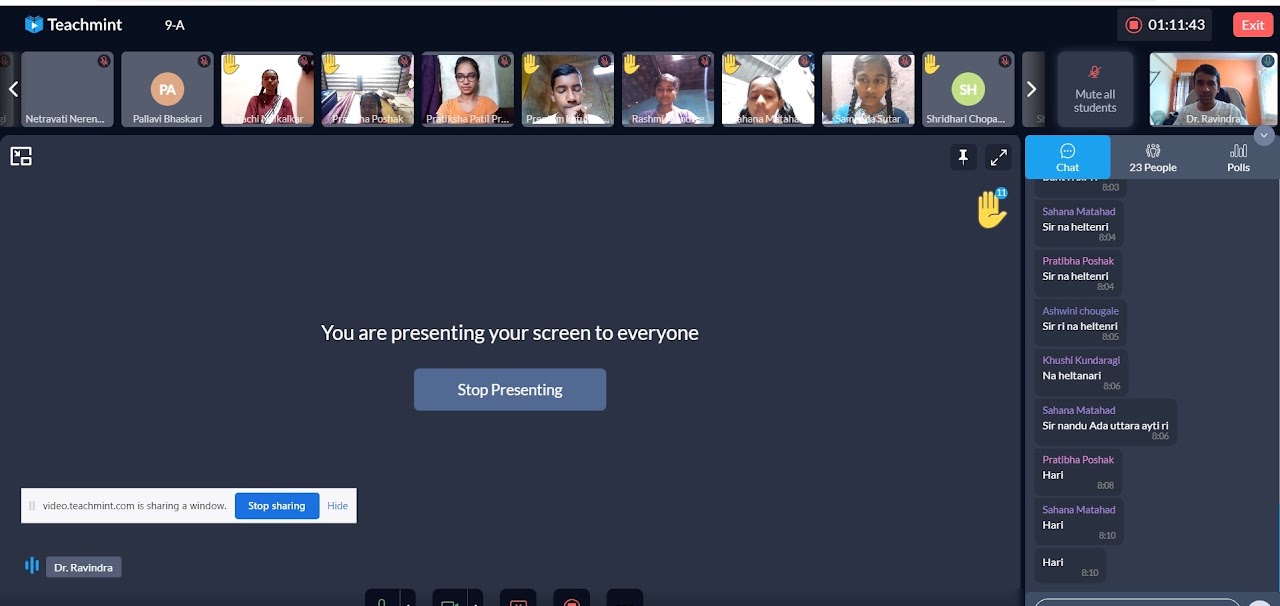 Teachmint
9-A
01:11:43
Exit
Netravati Neren...
PA
Pallavi Bhaskari
Pratibha Poshak
Pratiksha Patil Pr...
Rashmi
Sahana Mataha
Sutar
SH
Shridhari Chopa...
Mute all
students
Dr. Ravindra
Chat
23 People
Polls
11
You are presenting your screen to everyone
Stop Presenting
video.teachmint.com is sharing a window.
Stop sharing
Hide
Dr. Ravindra
8:03
Sahana Matahad
Sir na heltenri
8:04
Pratibha Poshak
Sir na heltenri
8:04
Ashwini chougale
Sir ri na heltenri
8:05
Khushi Kundaragi
Na heltanari
8:06
Sahana Matahad
Sir nandu Ada uttara ayti ri
8:06
Pratibha Poshak
Hari
8:08
Sahana Matahad
Hari
8:10
Hari
8:10